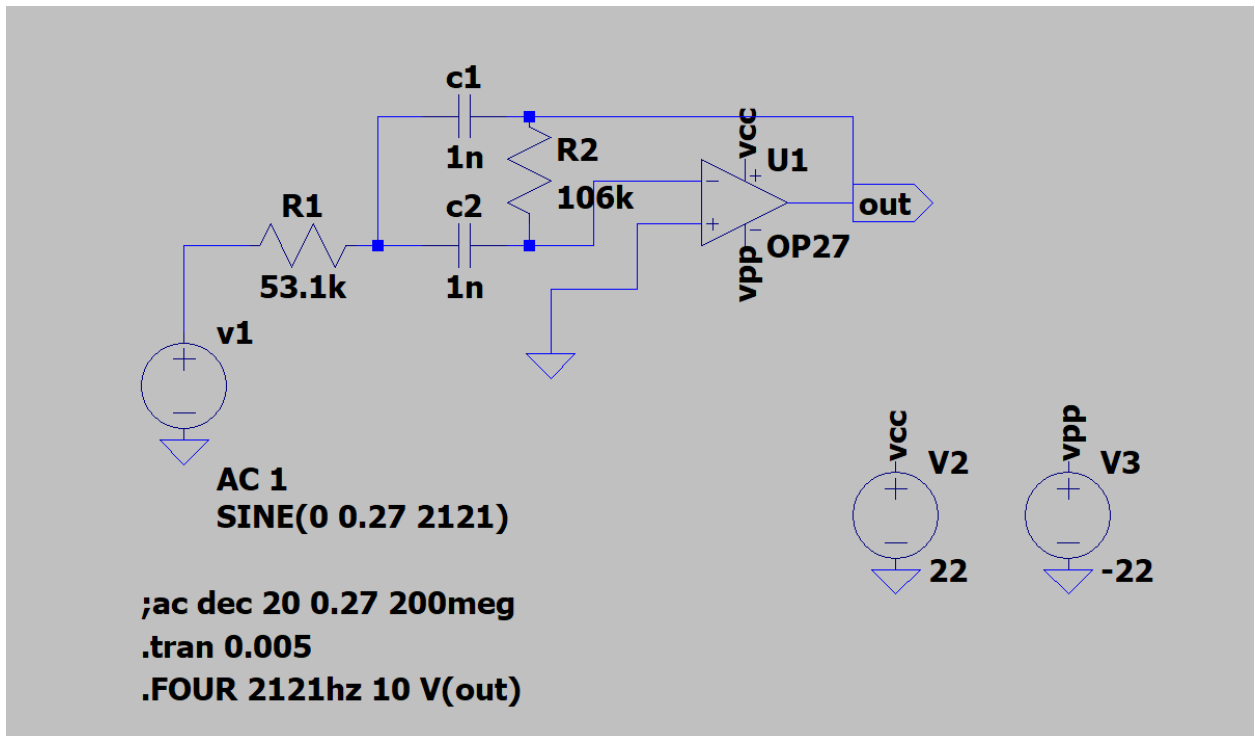 c1
1n
R2
106k
vcc
U1
+
−
+
−
out
OP27
vpp
c2
1n
R1
53.1k
v1
+
−
AC 1
SINE(0 0.27 2121)
vcc
V2
+
−
22
vpp
V3
+
−
-22
;ac dec 20 0.27 200meg
.tran 0.005
.FOUR 2121hz 10 V(out)